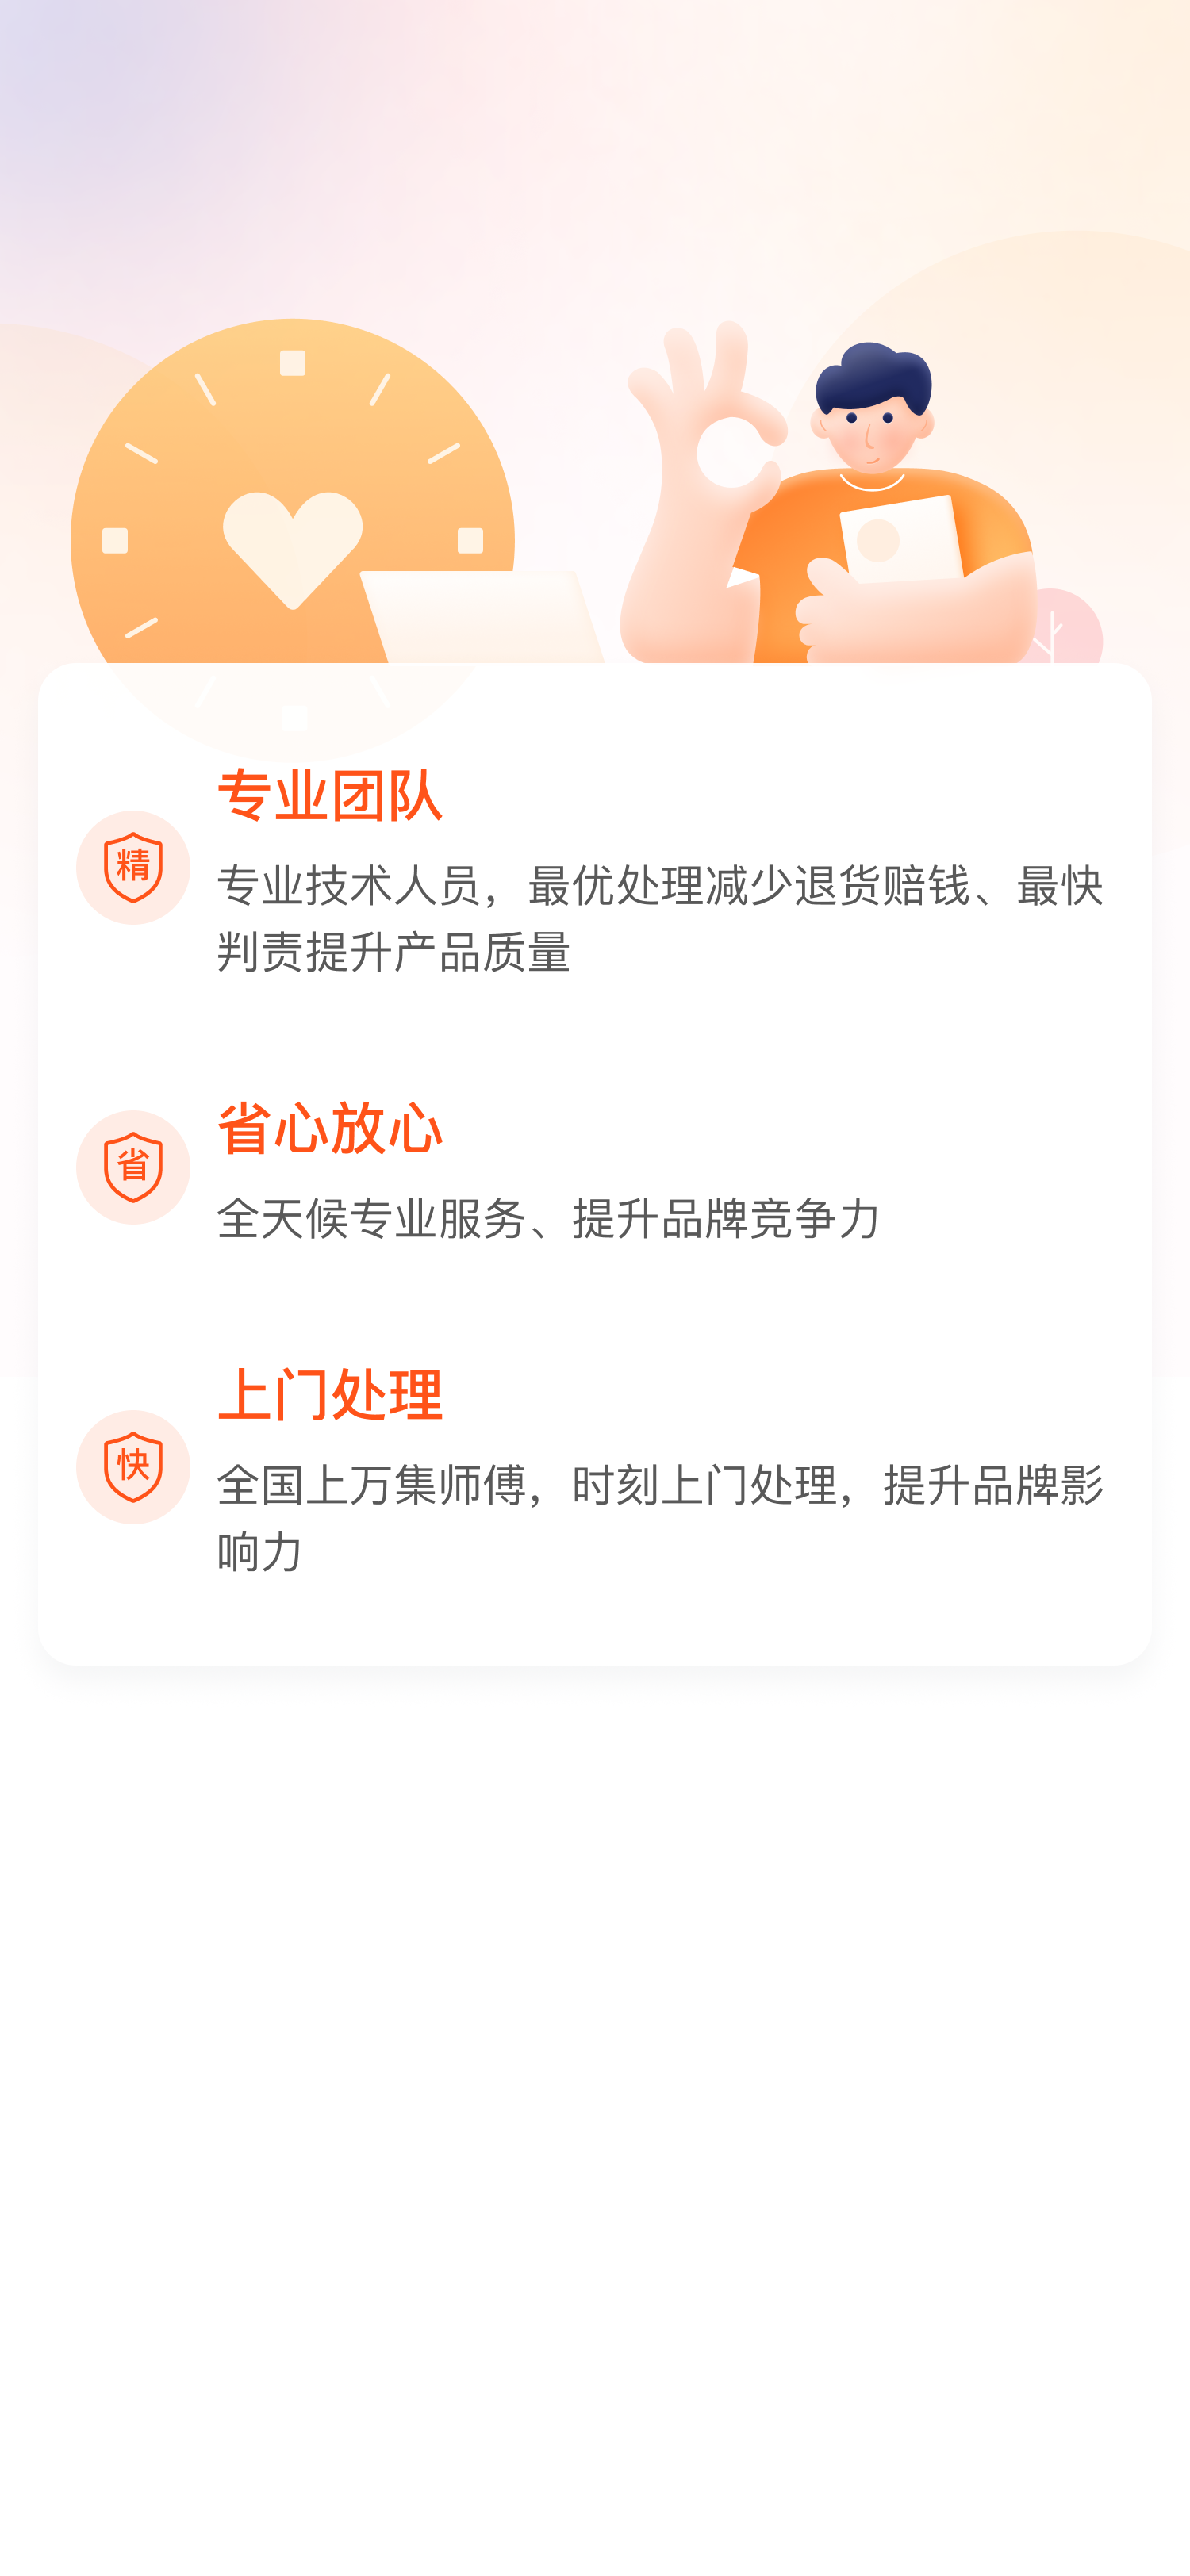 专业团队
精
专业技术人员，最优处理减少退货赔钱、最快
判责提升产品质量
省心放心
省
全天候专业服务、提升品牌竞争力
上门处理
快
全国上万集师傅，时刻上门处理，提升品牌影
响力